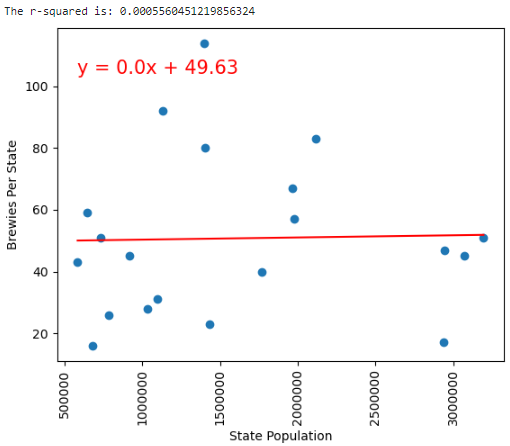 The r-squared is: 0.0005560451219856324
y = 0.0x + 49.63
100
80
60
40
20
Brewies Per State
500000
1000000
1500000
2000000
2500000
3000000
State Population